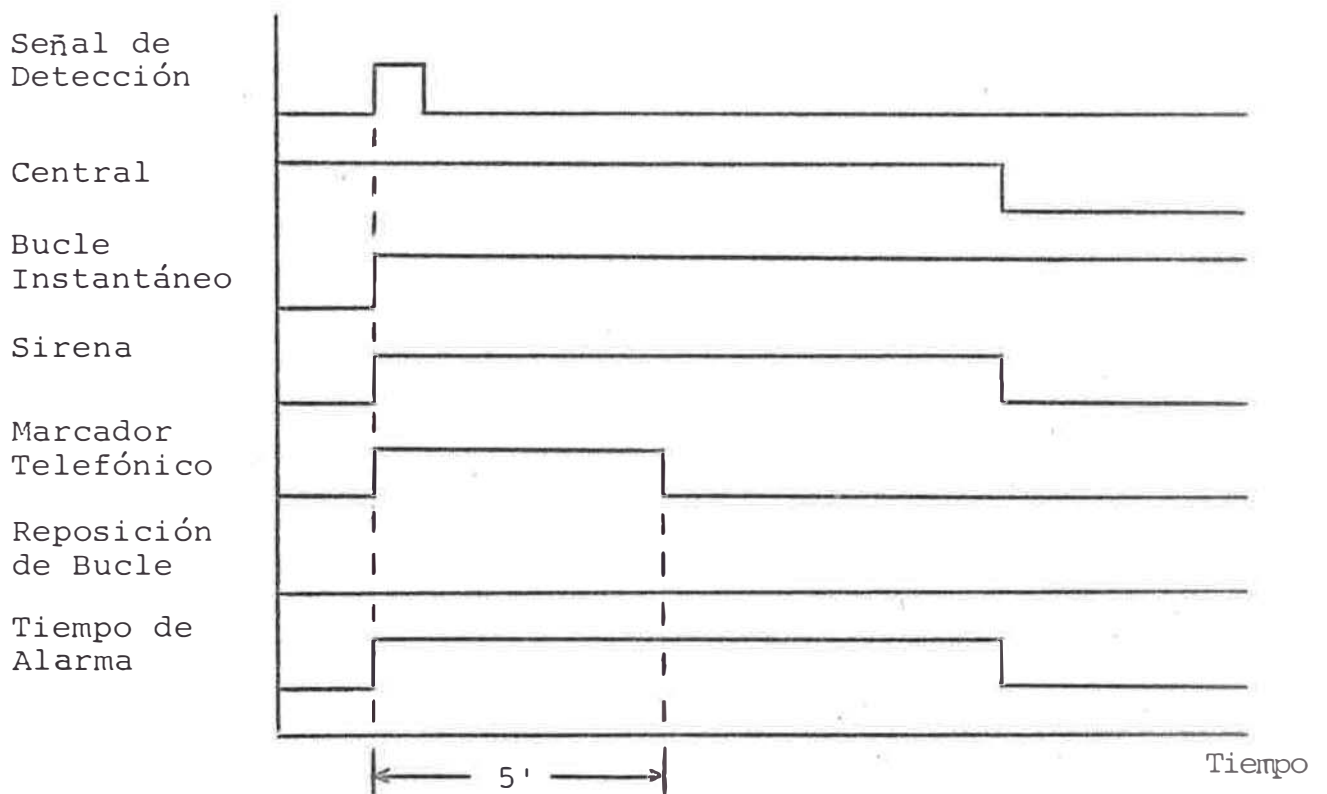 Señal de
Detección
Central
Bucle
Instantáneo
Sirena
Marcador
Telefónico
Reposición
de Bucle
Tiempo de
Alarma
5'
Tiempo